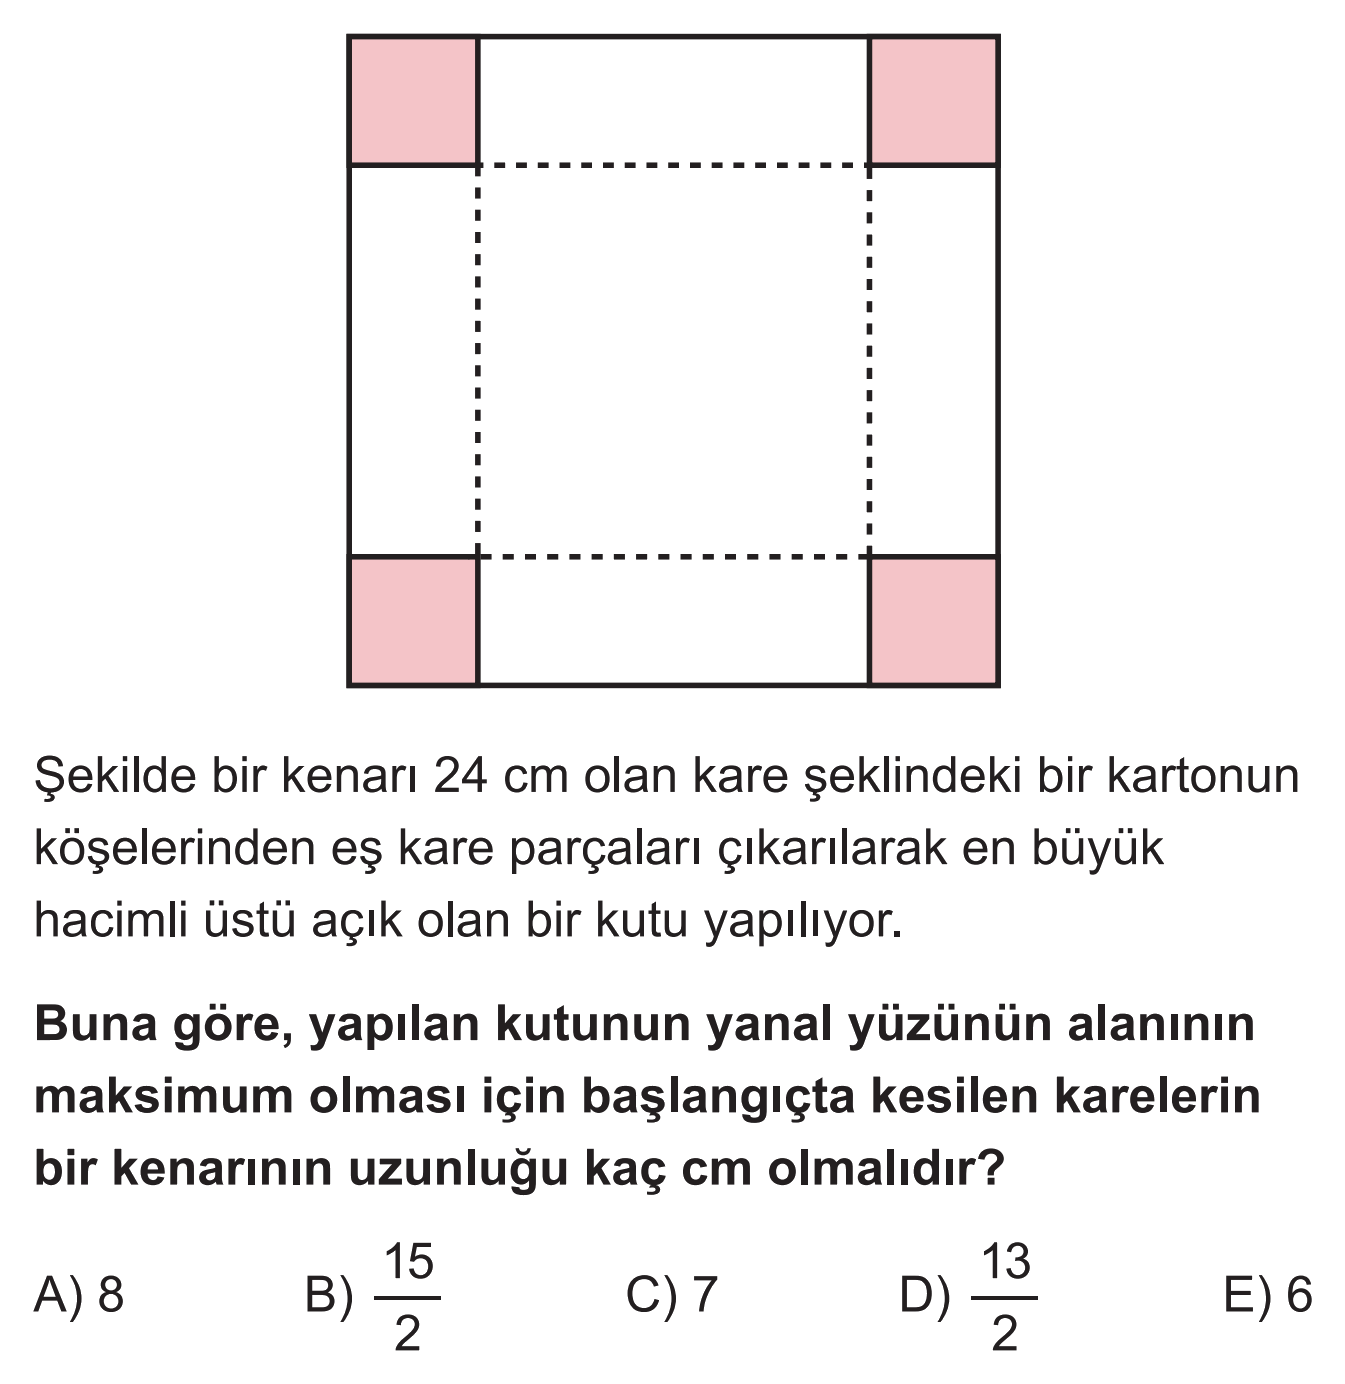 Şekilde bir kenarı 24 cm olan kare şeklindeki bir kartonun
köşelerinden eş kare parçaları çıkarılarak en büyük
hacimli üstü açık olan bir kutu yapılıyor.
Buna göre, yapılan kutunun yanal yüzünün alanının
maksimum olması için başlangıçta kesilen karelerin
bir kenarının uzunluğu kaç cm olmalıdır?
A) 8 B) 15/2 C) 7 D) 13/2 E) 6